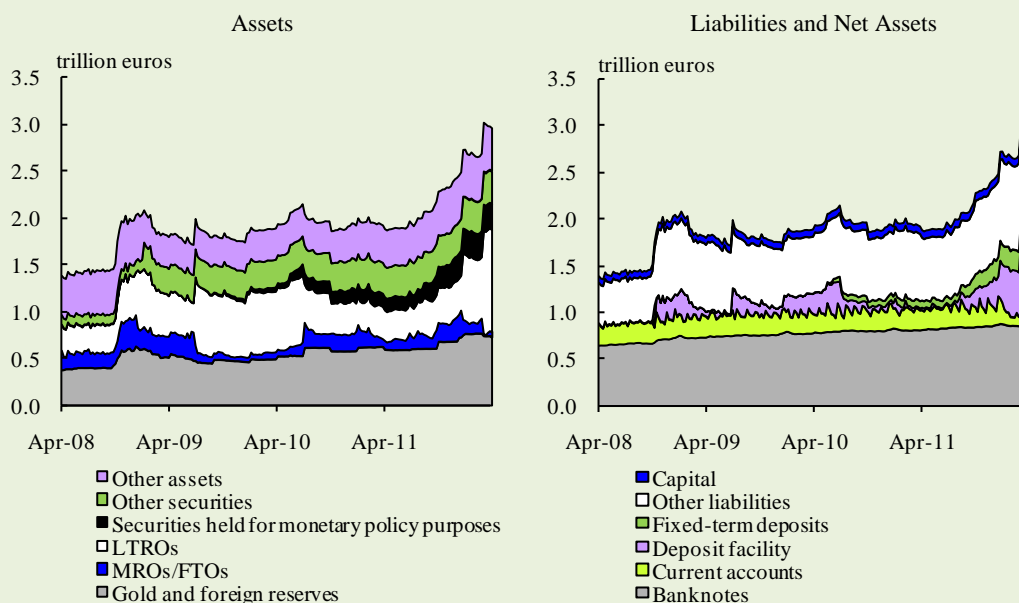 Assets
trillion euros
3.5
3.0
2.5
2.0
1.5
1.0
0.5
0.0
Apr-08 Apr-09 Apr-10 Apr-11
Other assets
Other securities
Securities held for monetary policy purposes
LTROs
MROs/FTOs
Gold and foreign reserves
Liabilities and Net Assets
trillion euros
3.5
3.0
2.5
2.0
1.5
1.0
0.5
0.0
Apr-08 Apr-09 Apr-10 Apr-11
Capital
Other liabilities
Fixed-term deposits
Deposit facility
Current accounts
Banknotes